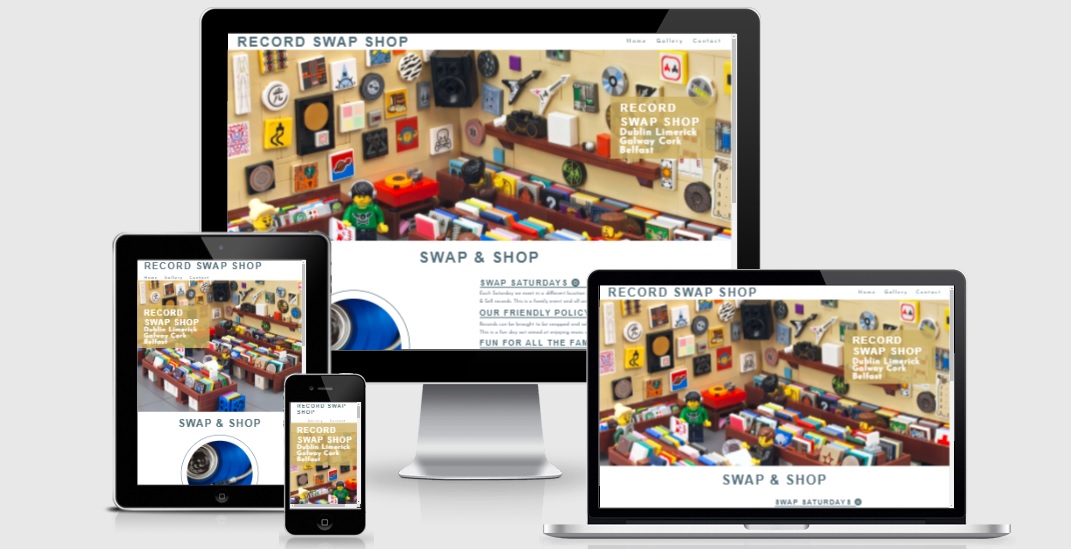 RECORD SWAP SHOP
Home Gallery Contact
RECORD
SWAP SHOP
Dublin Limerick
Galway Cork
Belfast
SWAP & SHOP
SWAP SATURDAYS
Each Saturday we meet in a different location
& Sell records. This is a family event and all
OUR FRIENDLY POLICY
Records can be brought to be swapped and
This is a fun day out aimed at enjoying music
FUN FOR ALL THE FAM
RECORD SWAP SHOP
Home Gallery Contact
RECORD
SWAP SHOP
Dublin Limerick
Galway Cork
Belfast
SWAP & SHOP
RECORD SWAP
SHOP
RECORD
SWAP SHOP
Dublin Limerick
Galway Cork
Belfast
RECORD SWAP SHOP
Home Gallery Contact
RECORD
SWAP SHOP
Dublin Limerick
Galway Cork
Belfast
SWAP & SHOP
SWAP SATURDAYS